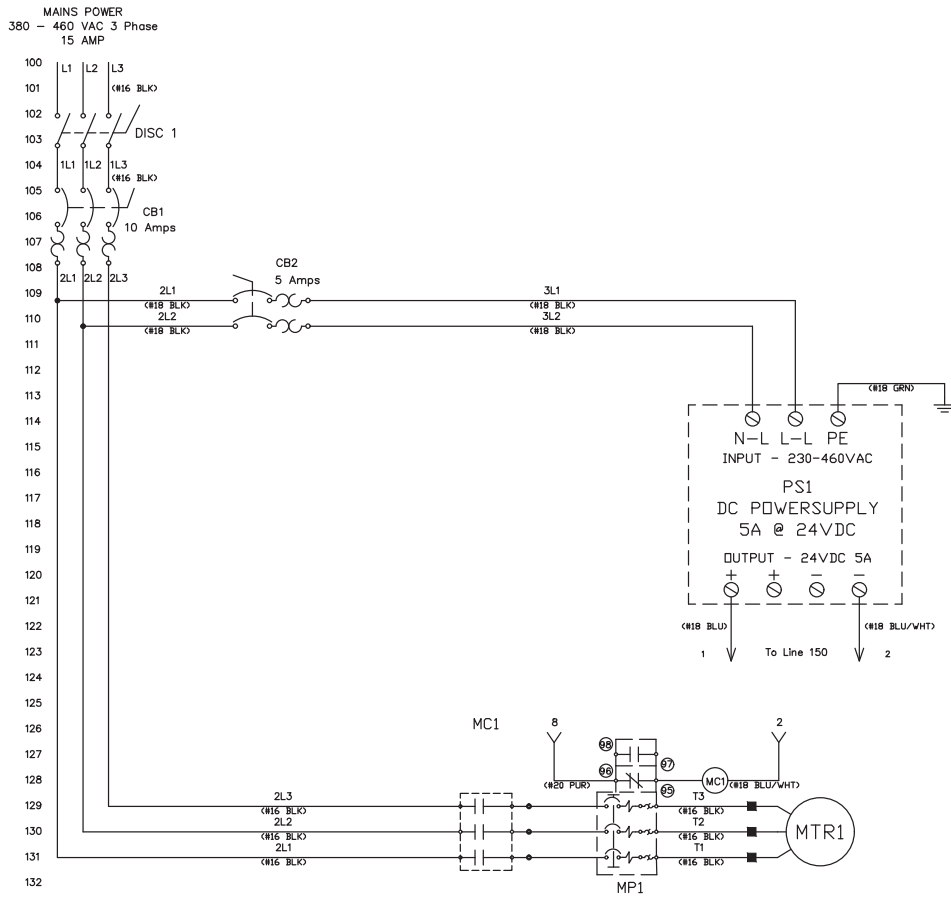 MAINS POWER
380 - 460 VAC 3 Phase
15 AMP
100
L1
L2
L3
101
(#16 BLK)
102
103
DISC 1
104
1L1
1L2
1L3
(#16 BLK)
105
106
CB1
10 Amps
107
108
2L1
2L2
2L3
CB2
5 Amps
109
2L1
(#18 BLK)
3L1
(#18 BLK)
110
2L2
(#18 BLK)
3L2
(#18 BLK)
111
112
113
(#18 GRN)
114
115
N-L L-L PE
INPUT - 230-460VAC
116
117
PS1
118
DC POWERSUPPLY
5A @ 24VDC
119
OUTPUT - 24VDC 5A
120
+ + - -
121
122
(#18 BLU)
(#18 BLU/WHT)
123
1
To Line 150
2
124
125
126
MC1
8
2
127
98
97
128
96
95
(#20 PUR)
MC1
(#18 BLU/WHT)
129
2L3
(#16 BLK)
T3
(#16 BLK)
130
2L2
(#16 BLK)
T2
(#16 BLK)
MTR1
131
2L1
(#16 BLK)
T1
(#16 BLK)
132
MP1